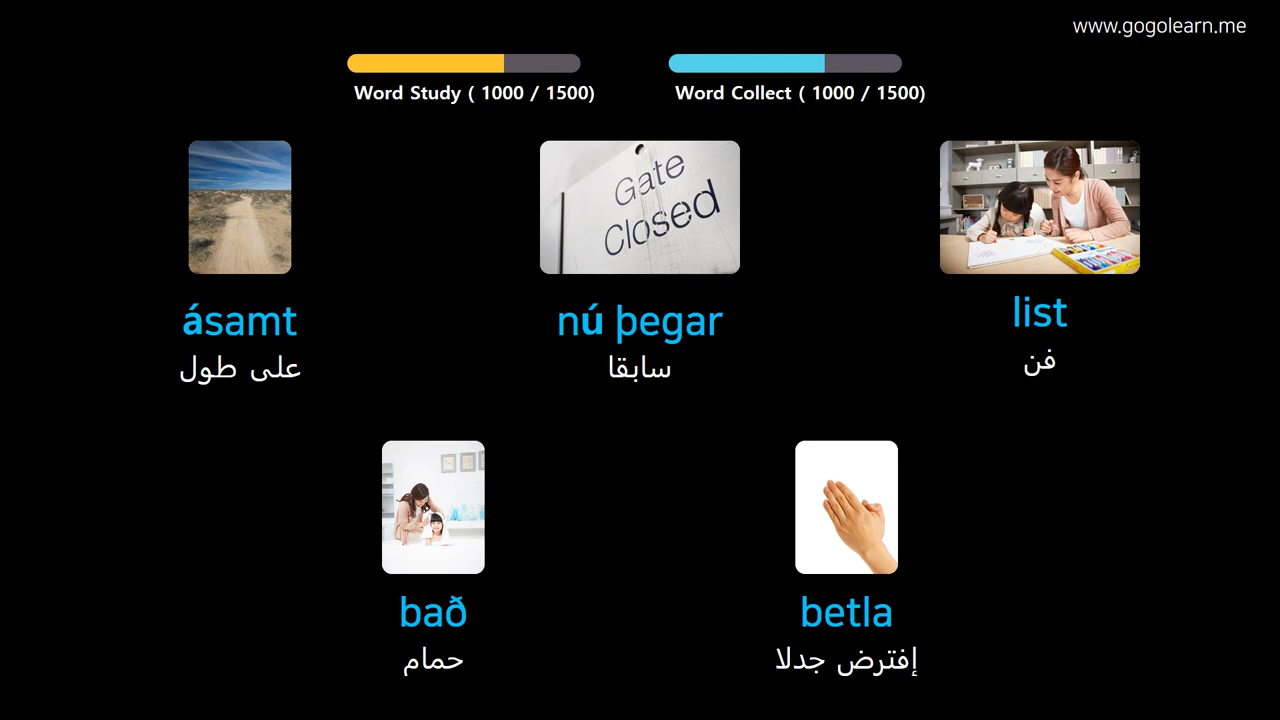 www.gogolearn.me
Word Study ( 1000 / 1500)
Word Collect ( 1000 / 1500)
Gate
Closed
ásamt
على طول
nú þegar
سابقا
list
فن
bað
حمام
betla
إفترض جدلا